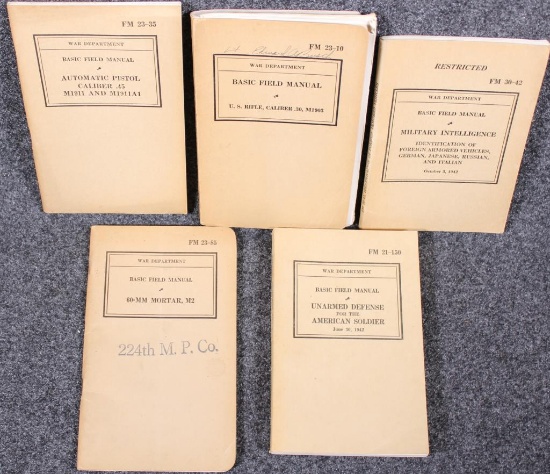 FM 23-35
WAR DEPARTMENT
BASIC FIELD MANUAL
AUTOMATIC PISTOL
CALIBER .45
M1911 AND M1911A1
FM 23-10
WAR DEPARTMENT
BASIC FIELD MANUAL
U. S. RIFLE, CALIBER .30, M1903
RESTRICTED
FM 30-42
WAR DEPARTMENT
BASIC FIELD MANUAL
MILITARY INTELLIGENCE
IDENTIFICATION OF
FOREIGN ARMORED VEHICLES,
GERMAN, JAPANESE, RUSSIAN,
AND ITALIAN
FM 23-85
WAR DEPARTMENT
BASIC FIELD MANUAL
60-MM MORTAR, M2
224th M. P. Co.
FM 21-150
WAR DEPARTMENT
BASIC FIELD MANUAL
UNARMED DEFENSE
FOR THE
AMERICAN SOLDIER
June 30, 1942